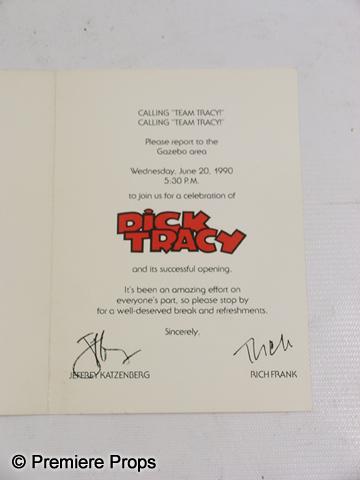 CALLING "TEAM TRACY!"
CALLING "TEAM TRACY!"
Please report to the
Gazebo area
Wednesday, June 20, 1990
5:30 P.M.
to join us for a celebration of
DICK
TRACY
and its successful opening.
It's been an amazing effort on
everyone's part, so please stop by
for a well-deserved break and refreshments.
Sincerely,
Jeffrey
Rich
JEFFREY KATZENBERG
RICH FRANK
© Premiere Props